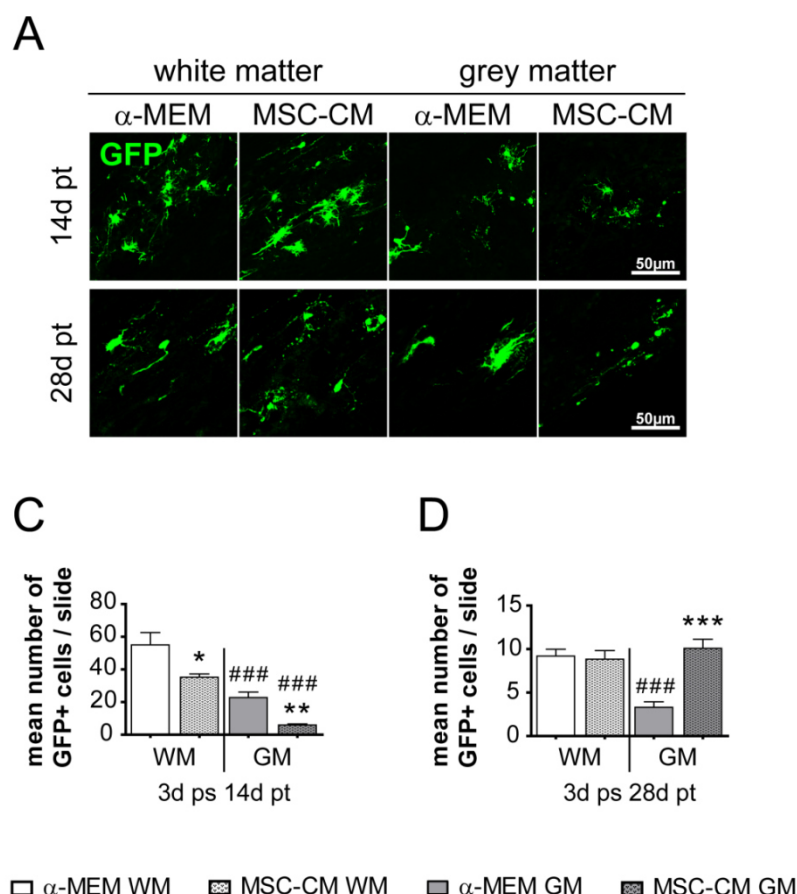 A
white matter grey matter
α-MEM MSC-CM α-MEM MSC-CM
GFP
14d pt
50µm
28d pt
50µm
C
mean number of
GFP+ cells / slide
80
60
40
20
0
*
###
###
**
WM GM
3d ps 14d pt
D
mean number of
GFP+ cells / slide
15
10
5
0
###
***
WM GM
3d ps 28d pt
α-MEM WM MSC-CM WM α-MEM GM MSC-CM GM